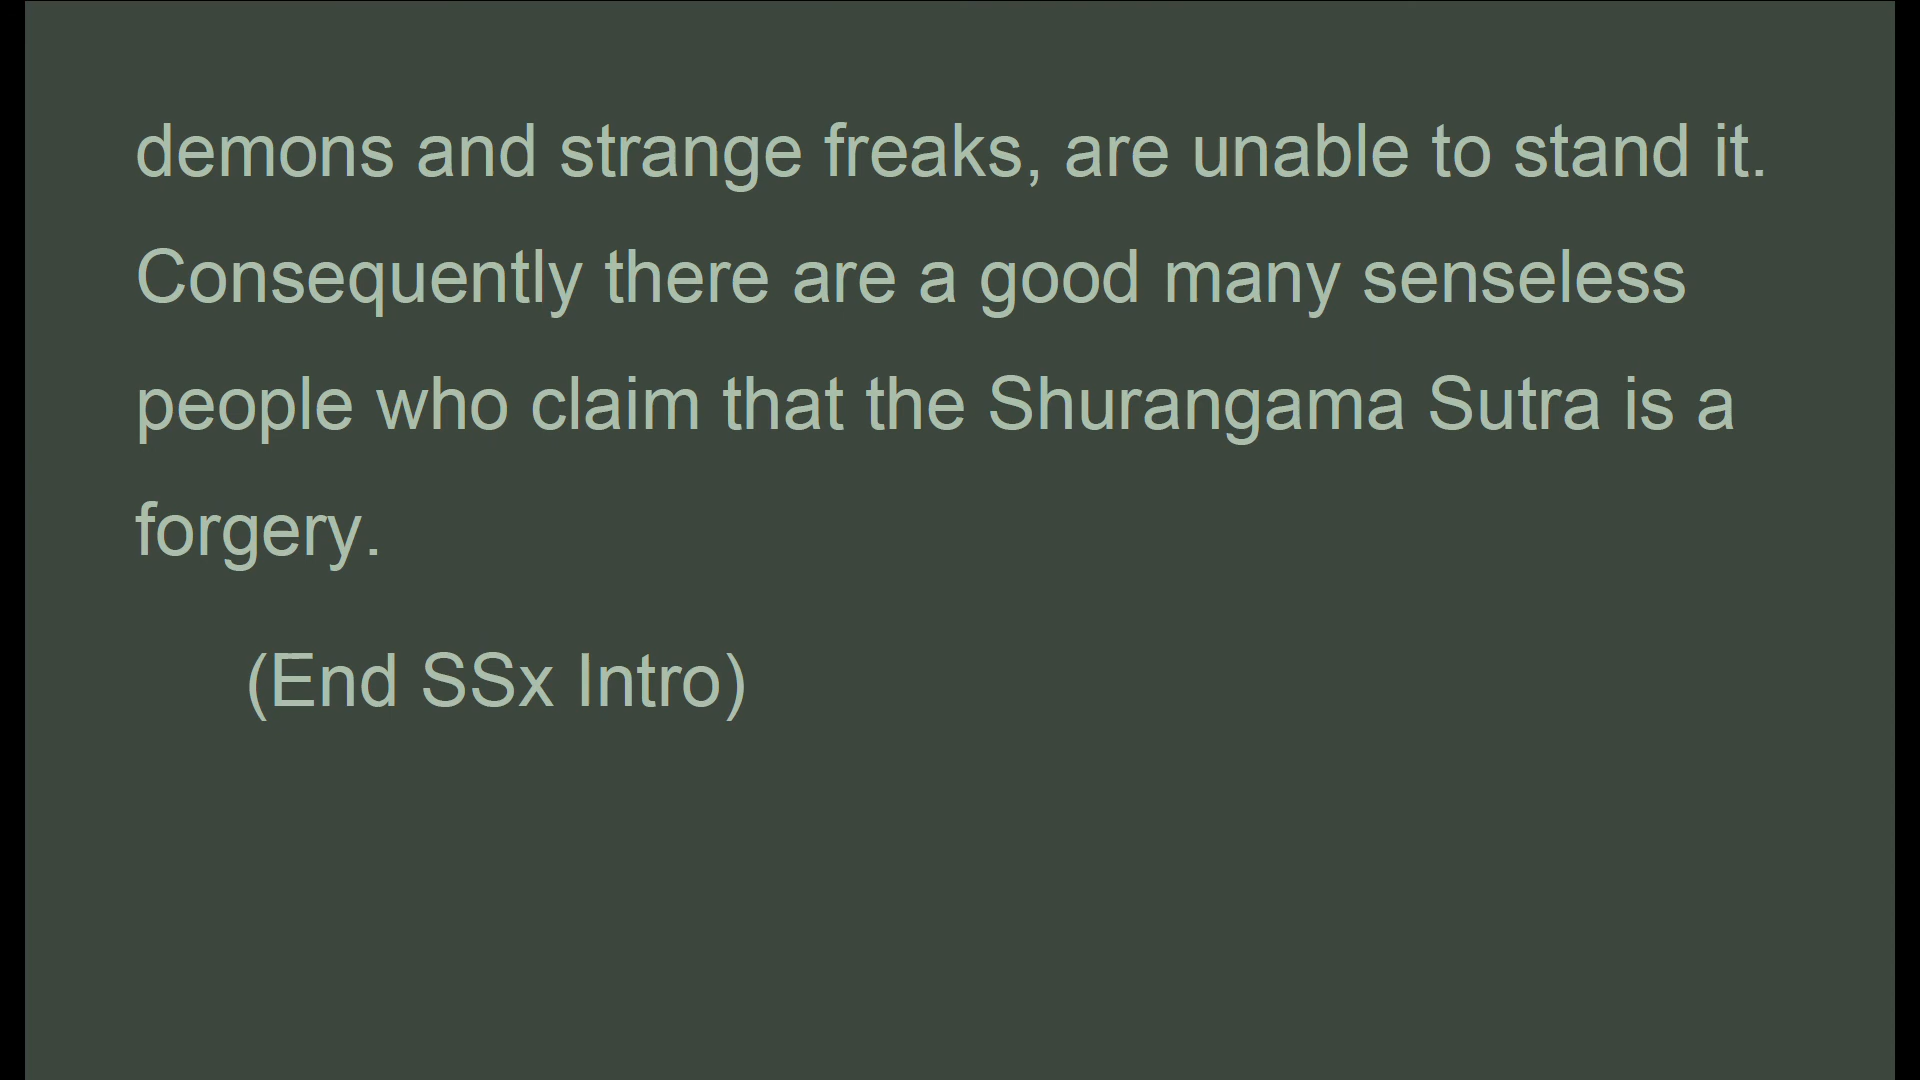 demons and strange freaks, are unable to stand it.
Consequently there are a good many senseless
people who claim that the Shurangama Sutra is a
forgery.
(End SSx Intro)